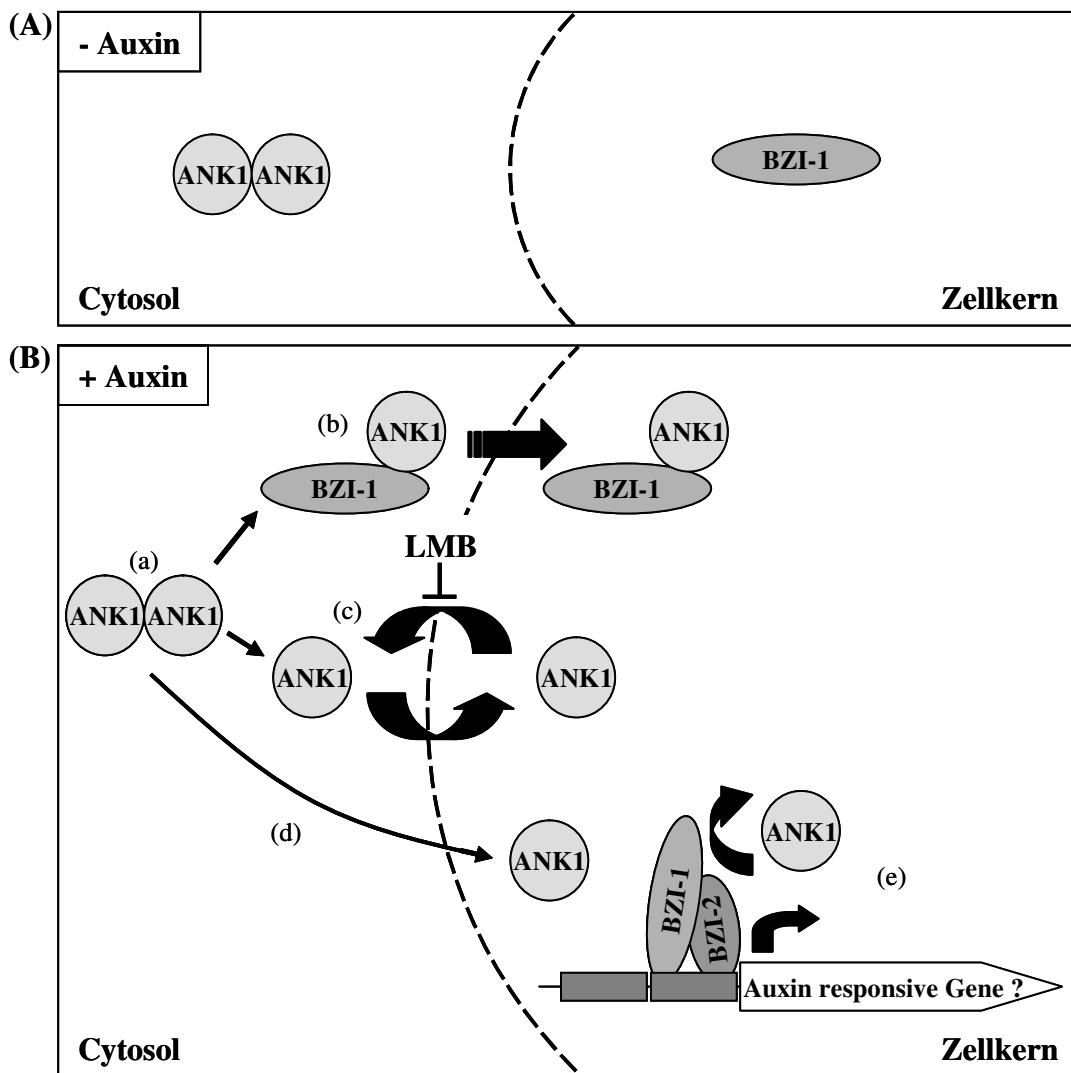 (A)
- Auxin
ANK1 ANK1
BZI-1
Cytosol
Zellkern
(B)
+ Auxin
(b)
ANK1
BZI-1
ANK1
BZI-1
LMB
(a)
ANK1 ANK1
(c)
ANK1
ANK1
(d)
ANK1
BZI-1
BZI-2
ANK1
(e)
Auxin responsive Gene ?
Cytosol
Zellkern